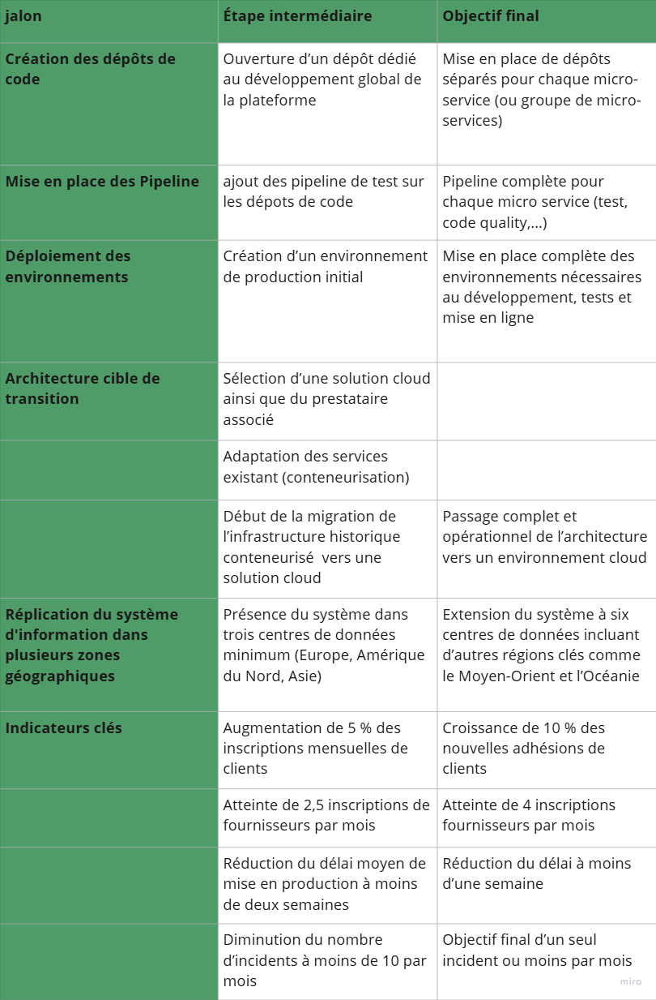 jalon
Étape intermédiaire
Objectif final
Création des dépôts de
code
Ouverture d’un dépôt dédié
au développement global de
la plateforme
Mise en place de dépôts
séparés pour chaque micro-
service (ou groupe de micro-
services)
Mise en place des Pipeline
ajout des pipeline de test sur
les dépots de code
Pipeline complète pour
chaque micro service (test,
code quality,...)
Déploiement des
environnements
Création d’un environnement
de production initial
Mise en place complète des
environnements nécessaires
au développement, tests et
mise en ligne
Architecture cible de
transition
Sélection d’une solution cloud
ainsi que du prestataire
associé
Adaptation des services
existant (conteneurisation)
Début de la migration de
l’infrastructure historique
conteneurisé  vers une
solution cloud
Passage complet et
opérationnel de l’architecture
vers un environnement cloud
Réplication du système
d'information dans
plusieurs zones
géographiques
Présence du système dans
trois centres de données
minimum (Europe, Amérique
du Nord, Asie)
Extension du système à six
centres de données incluant
d’autres régions clés comme
le Moyen-Orient et l’Océanie
Indicateurs clés
Augmentation de 5 % des
inscriptions mensuelles de
clients
Croissance de 10 % des
nouvelles adhésions de
clients
Atteinte de 2,5 inscriptions de
fournisseurs par mois
Atteinte de 4 inscriptions
fournisseurs par mois
Réduction du délai moyen de
mise en production à moins
de deux semaines
Réduction du délai à moins
d’une semaine
Diminution du nombre
d’incidents à moins de 10 par
mois
Objectif final d’un seul
incident ou moins par mois
miro